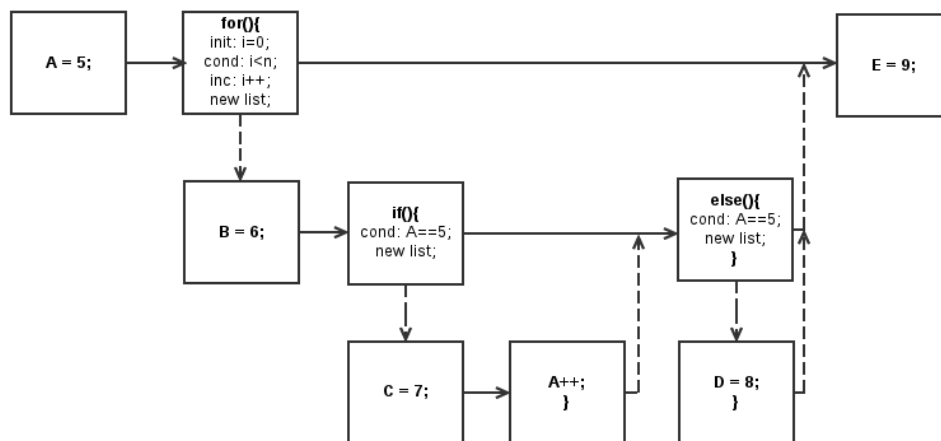 A = 5;
for(){
init: i=0;
cond: i<n;
inc: i++;
new list;
E = 9;
B = 6;
if(){
cond: A==5;
new list;
else(){
cond: A==5;
new list;
}
C = 7;
A++;
}
D = 8;
}